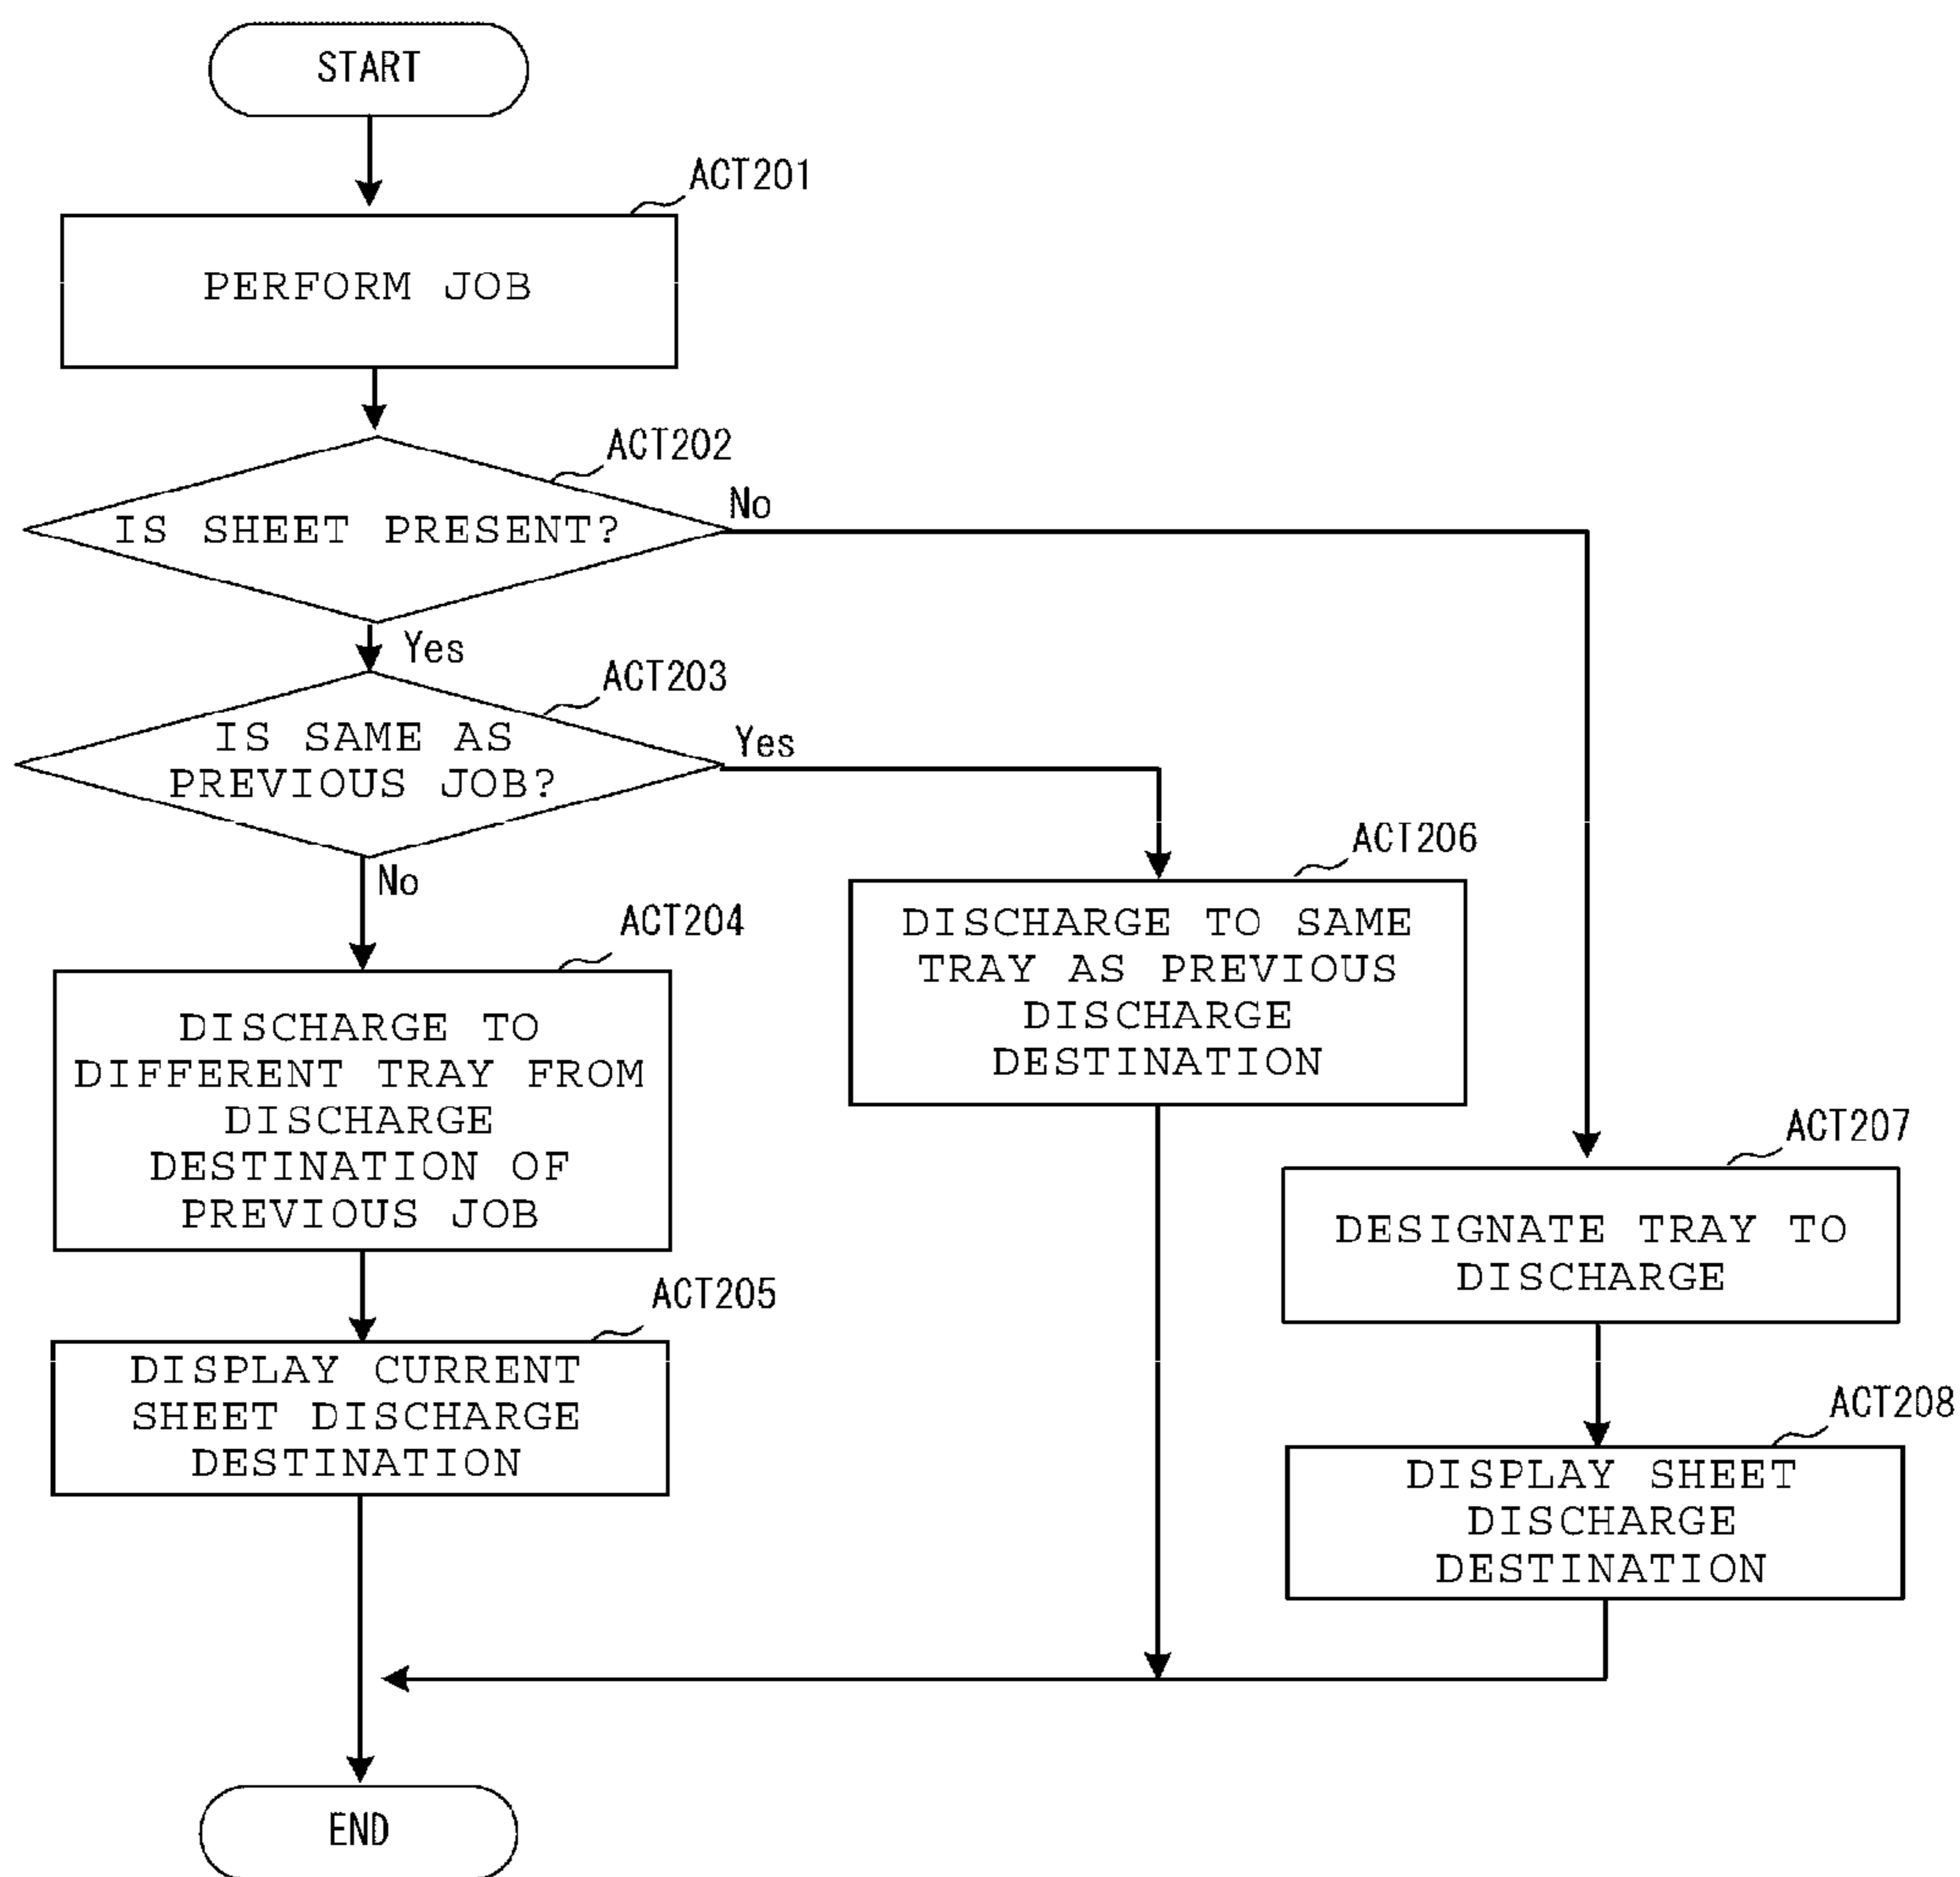 START
ACT201
PERFORM JOB
ACT202
IS SHEET PRESENT?
No
Yes
ACT203
IS SAME AS
PREVIOUS JOB?
Yes
No
ACT204
DISCHARGE TO
DIFFERENT TRAY FROM
DISCHARGE
DESTINATION OF
PREVIOUS JOB
ACT205
DISPLAY CURRENT
SHEET DISCHARGE
DESTINATION
ACT206
DISCHARGE TO SAME
TRAY AS PREVIOUS
DISCHARGE
DESTINATION
ACT207
DESIGNATE TRAY TO
DISCHARGE
ACT208
DISPLAY SHEET
DISCHARGE
DESTINATION
END